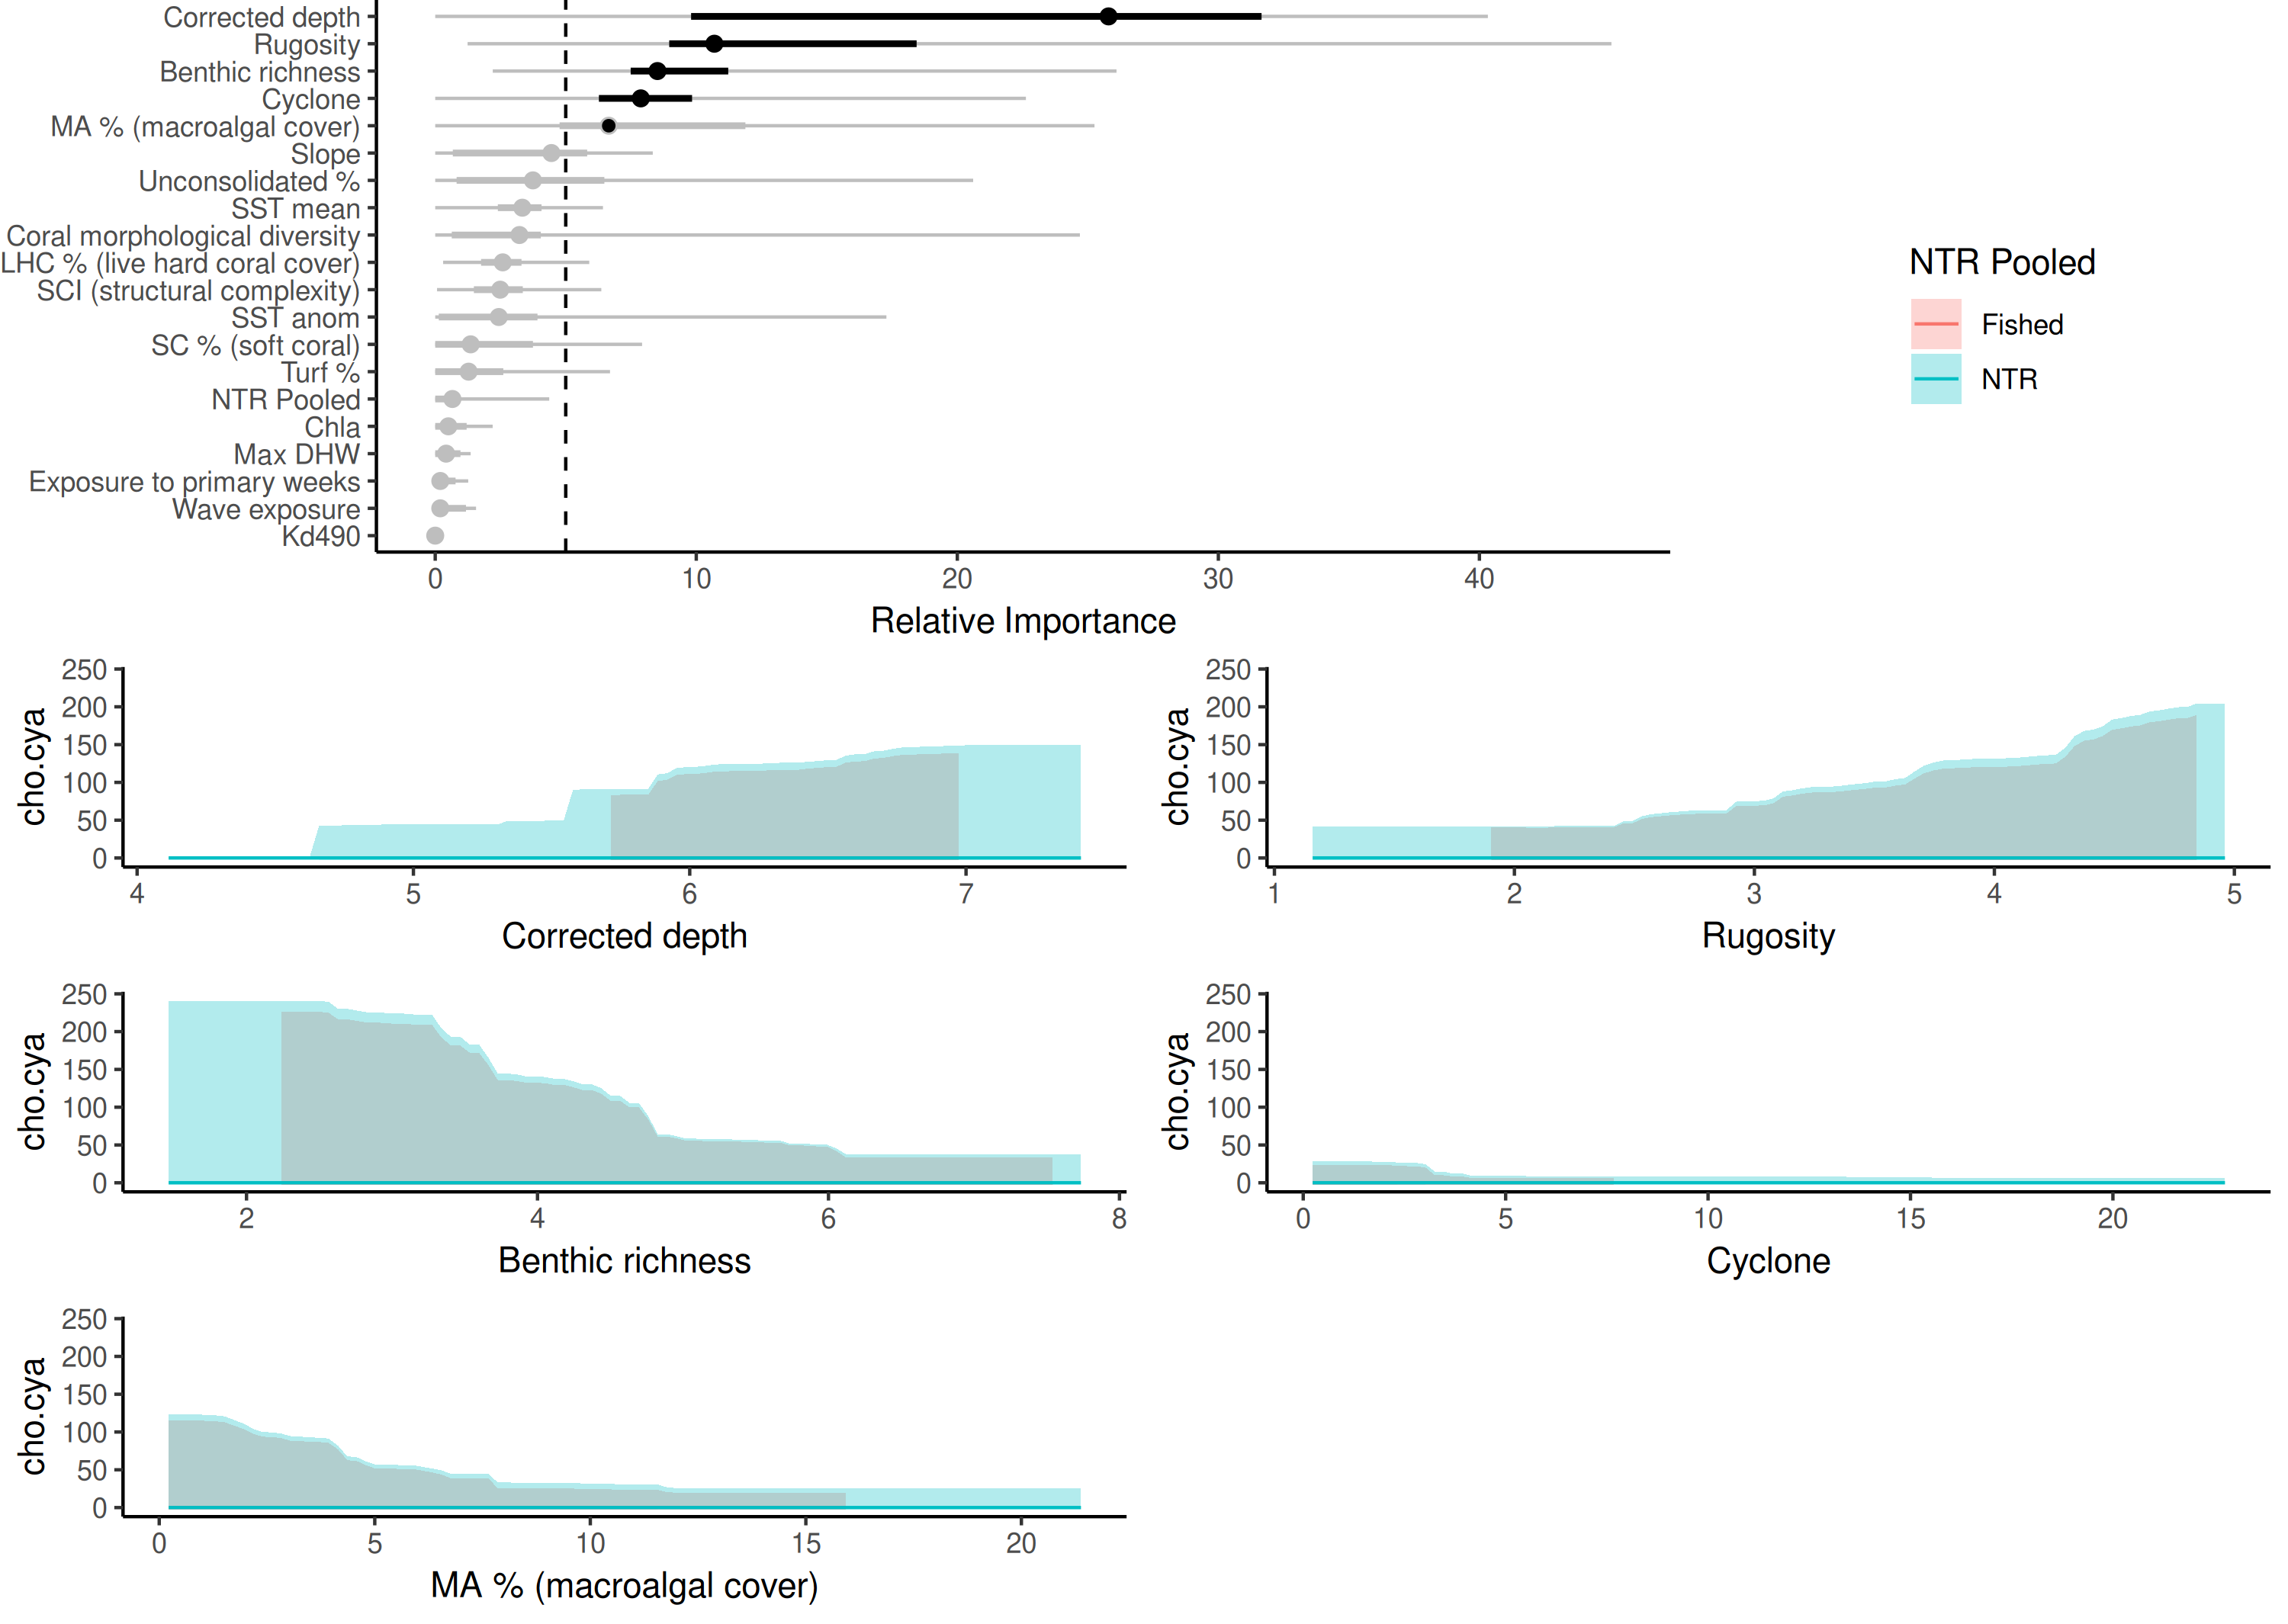 Corrected depth
Rugosity
Benthic richness
Cyclone
MA % (macroalgal cover)
Slope
Unconsolidated %
SST mean
Coral morphological diversity
LHC % (live hard coral cover)
SCI (structural complexity)
SST anom
SC % (soft coral)
Turf %
NTR Pooled
Chla
Max DHW
Exposure to primary weeks
Wave exposure
Kd490
0 10 20 30 40
Relative Importance
NTR Pooled
Fished
NTR
250
200
150
100
50
0
cho.cya
4 5 6 7
Corrected depth
250
200
150
100
50
0
cho.cya
1 2 3 4 5
Rugosity
250
200
150
100
50
0
cho.cya
2 4 6 8
Benthic richness
250
200
150
100
50
0
cho.cya
0 5 10 15 20
Cyclone
250
200
150
100
50
0
cho.cya
0 5 10 15 20
MA % (macroalgal cover)